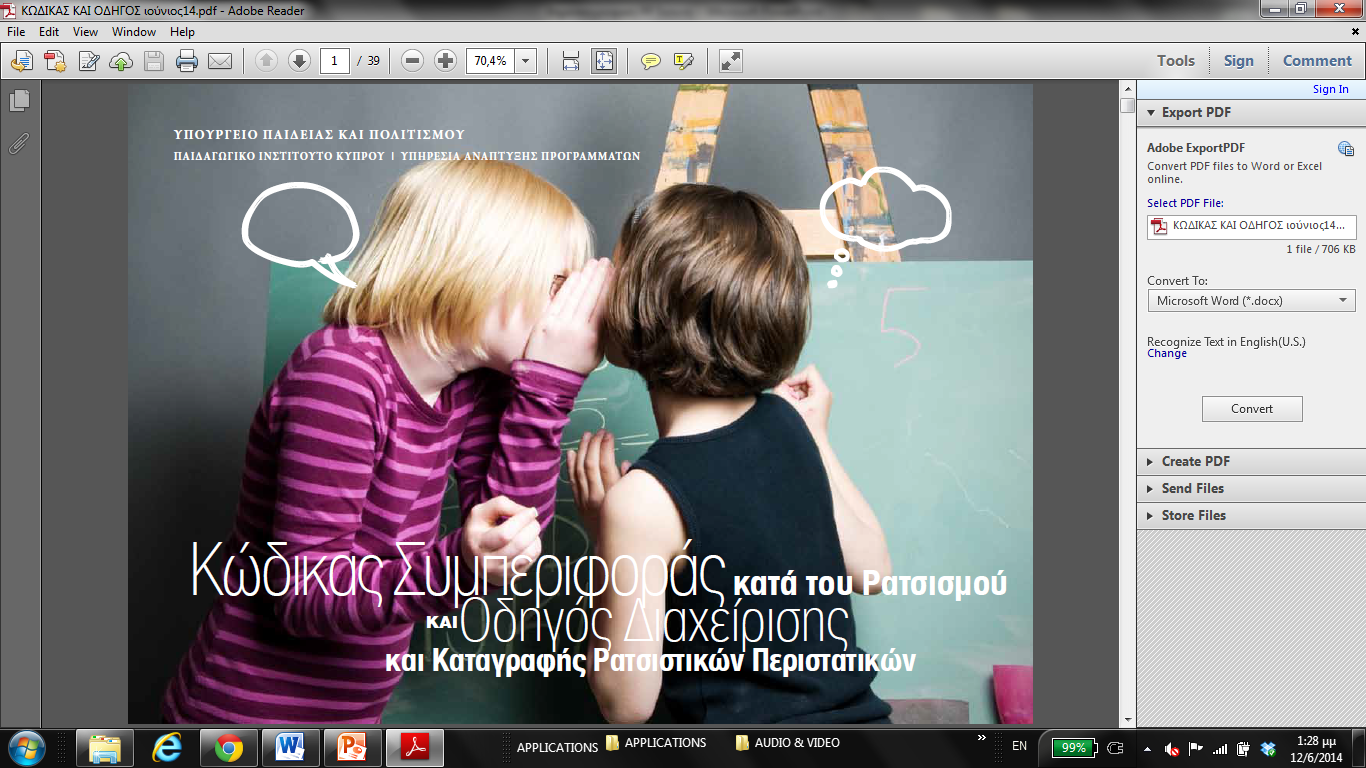 ΚΩΔΙΚΑΣ ΚΑΙ ΟΔΗΓΟΣ ιούνιος14.pdf - Adobe Reader
File Edit View Window Help
1 / 39 70,4% Tools Sign Comment
Sign In
Export PDF
Adobe ExportPDF
Convert PDF files to Word or Excel
online.
Select PDF File:
ΚΩΔΙΚΑΣ ΚΑΙ ΟΔΗΓΟΣ ιούνιος14...
1 file / 706 KB
Convert To:
Microsoft Word (*.docx)
Recognize Text in English(U.S.)
Change
Convert
Create PDF
Send Files
Store Files
ΥΠΟΥΡΓΕΙΟ ΠΑΙΔΕΙΑΣ ΚΑΙ ΠΟΛΙΤΙΣΜΟΥ
ΠΑΙΔΑΓΩΓΙΚΟ ΙΝΣΤΙΤΟΥΤΟ ΚΥΠΡΟΥ | ΥΠΗΡΕΣΙΑ ΑΝΑΠΤΥΞΗΣ ΠΡΟΓΡΑΜΜΑΤΩΝ
5
Κώδικας Συμπεριφοράς κατά του Ρατσισμού
ΚΑΙ Οδηγός Διαχείρισης
και Καταγραφής Ρατσιστικών Περιστατικών
APPLICATIONS APPLICATIONS AUDIO & VIDEO » EN 99% 1:28 μμ
12/6/2014